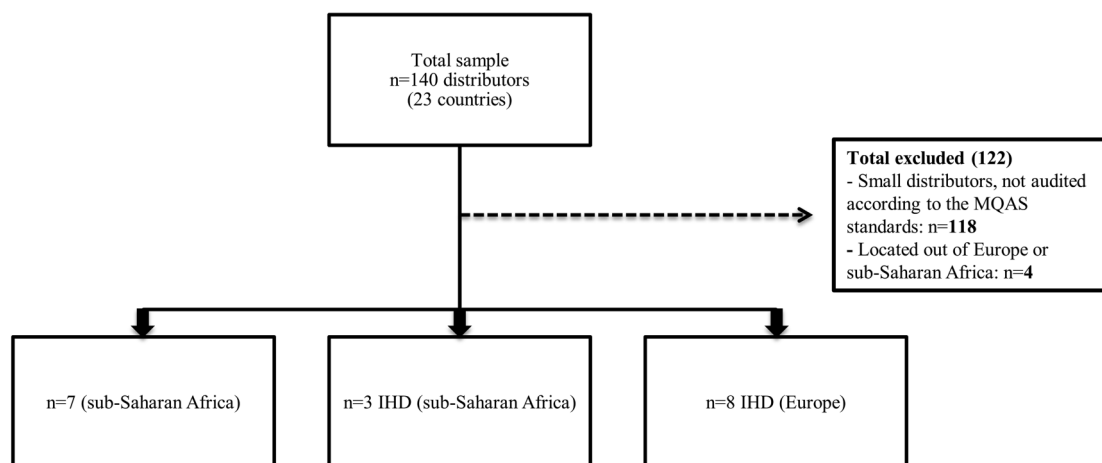 Total sample
n=140 distributors
(23 countries)
Total excluded (122)
- Small distributors, not audited
according to the MQAS
standards: n=118
- Located out of Europe or
sub-Saharan Africa: n=4
n=7 (sub-Saharan Africa)
n=3 IHD (sub-Saharan Africa)
n=8 IHD (Europe)